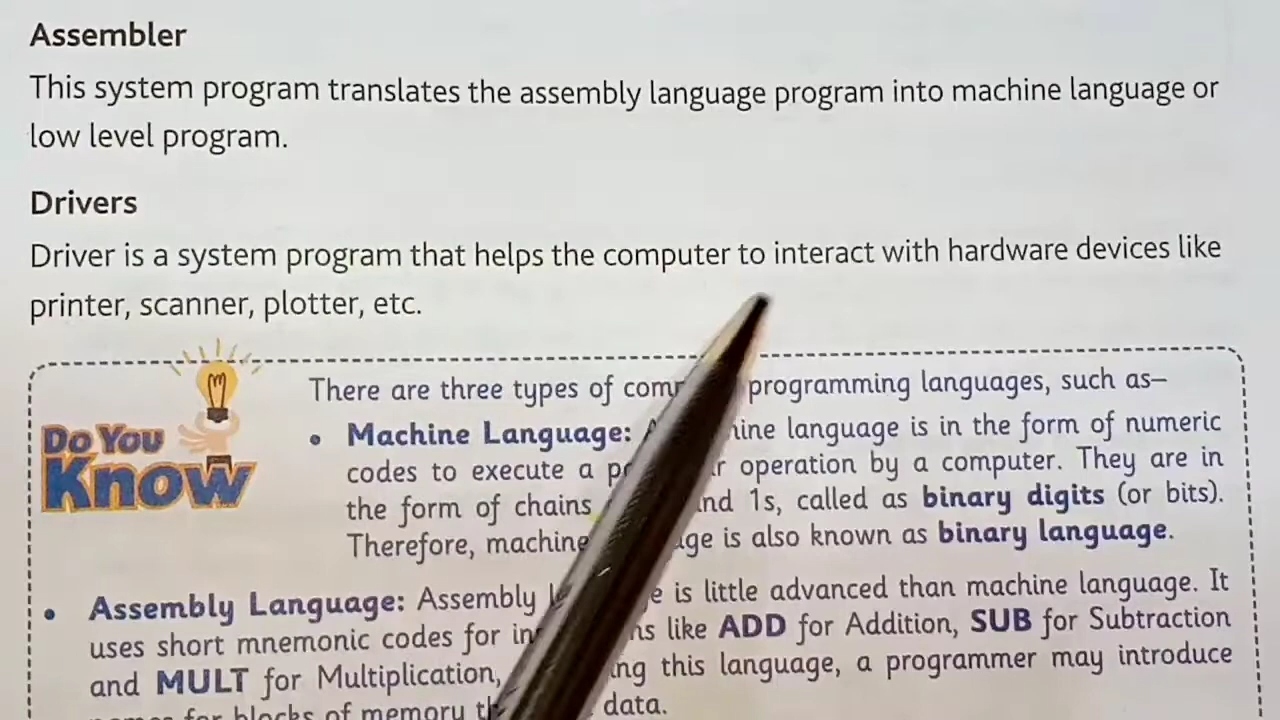 Assembler
This system program translates the assembly language program into machine language or
low level program.
Drivers
Driver is a system program that helps the computer to interact with hardware devices like
printer, scanner, plotter, etc.
Do You
Know
There are three types of programming languages, such as–
• Machine Language: language is in the form of numeric
codes to execute a operation by a computer. They are in
the form of chains 1s, called as binary digits (or bits).
Therefore, machine is also known as binary language.
• Assembly Language: Assembly is little advanced than machine language. It
uses short mnemonic codes for like ADD for Addition, SUB for Subtraction
and MULT for Multiplication, this language, a programmer may introduce
names for blocks of memory data.